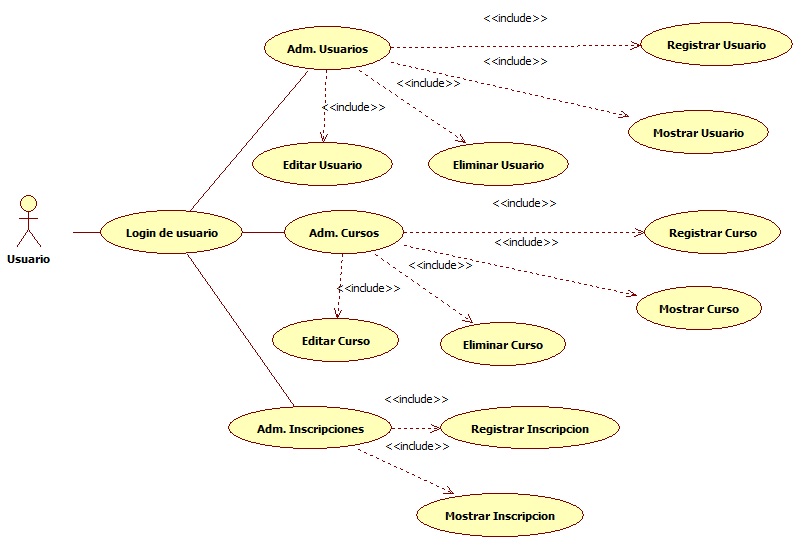 <<include>>
Adm. Usuarios
Registrar Usuario
<<include>>
<<include>>
<<include>>
Mostrar Usuario
Editar Usuario
Eliminar Usuario
<<include>>
Usuario
Login de usuario
Adm. Cursos
Registrar Curso
<<include>>
<<include>>
<<include>>
Mostrar Curso
Editar Curso
Eliminar Curso
<<include>>
Adm. Inscripciones
Registrar Inscripcion
<<include>>
Mostrar Inscripcion